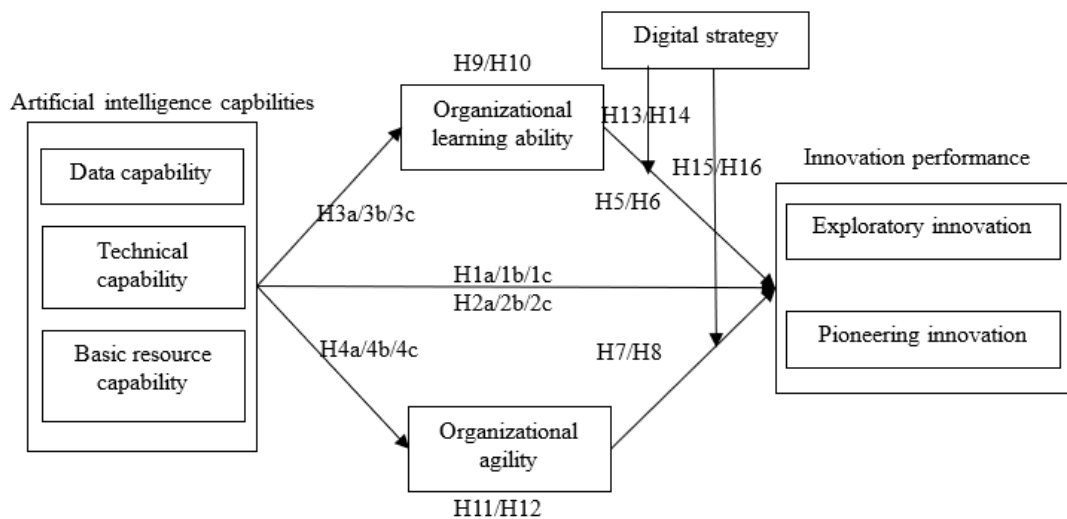 Digital strategy
H9/H10
Artificial intelligence capbilities
Organizational
learning ability
H13/H14
Data capability
H15/H16
Innovation performance
H3a/3b/3c
H5/H6
Exploratory innovation
Technical
capability
H1a/1b/1c
H2a/2b/2c
Basic resource
capability
H4a/4b/4c
H7/H8
Pioneering innovation
Organizational
agility
H11/H12